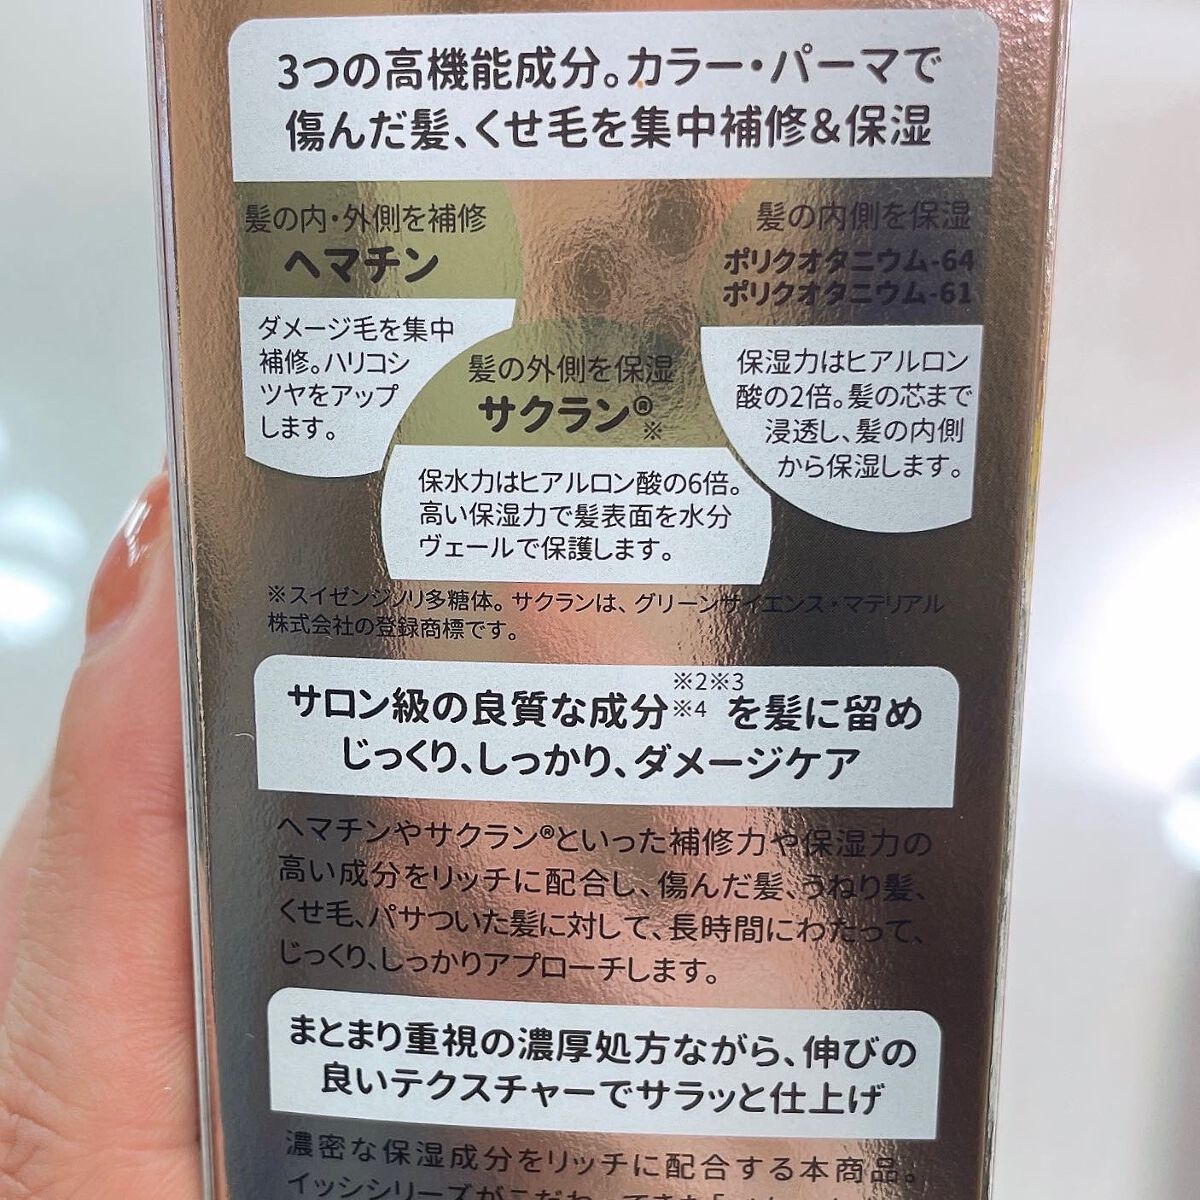 3つの高機能成分。カラー・パーマで
傷んだ髪、くせ毛を集中補修&保湿
髪の内・外側を補修
ヘマチン
ダメージ毛を集中
補修。ハリコシ
ツヤをアップ
します。
髪の外側を保湿
サクラン®※
保水力はヒアルロン酸の6倍。
高い保湿力で髪表面を水分
ヴェールで保護します。
髪の内側を保湿
ポリクオタニウム-64
ポリクオタニウム-61
保湿力はヒアルロン
酸の2倍。髪の芯まで
浸透し、髪の内側
から保湿します。
※スイゼンジノリ多糖体。サクランは、グリーンサイエンス・マテリアル
株式会社の登録商標です。
サロン級の良質な成分※2※3※4を髪に留め
じっくり、しっかり、ダメージケア
ヘマチンやサクラン®といった補修力や保湿力の
高い成分をリッチに配合し、傷んだ髪、うねり髪、
くせ毛、パサついた髪に対して、長時間にわたって、
じっくり、しっかりアプローチします。
まとまり重視の濃厚処方ながら、伸びの
良いテクスチャーでサラッと仕上げ
濃密な保湿成分をリッチに配合する本商品。
イッシシリーズがこだわってきた